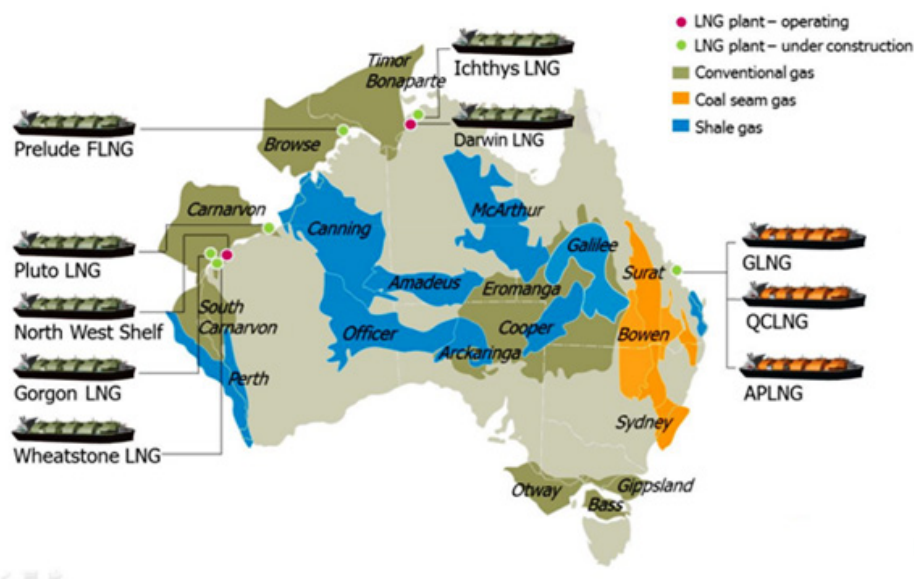 LNG plant – operating
LNG plant – under construction
Conventional gas
Coal seam gas
Shale gas
Timor
Bonaparte
Ichthys LNG
Darwin LNG
Prelude FLNG
Browse
Carnarvon
Canning
McArthur
Galilee
Pluto LNG
Amadeus
Eromanga
Surat
GLNG
North West Shelf
South
Carnarvon
Officer
Cooper
Bowen
QCLNG
Arckaringa
Gorgon LNG
Perth
APLNG
Sydney
Wheatstone LNG
Otway
Gippsland
Bass